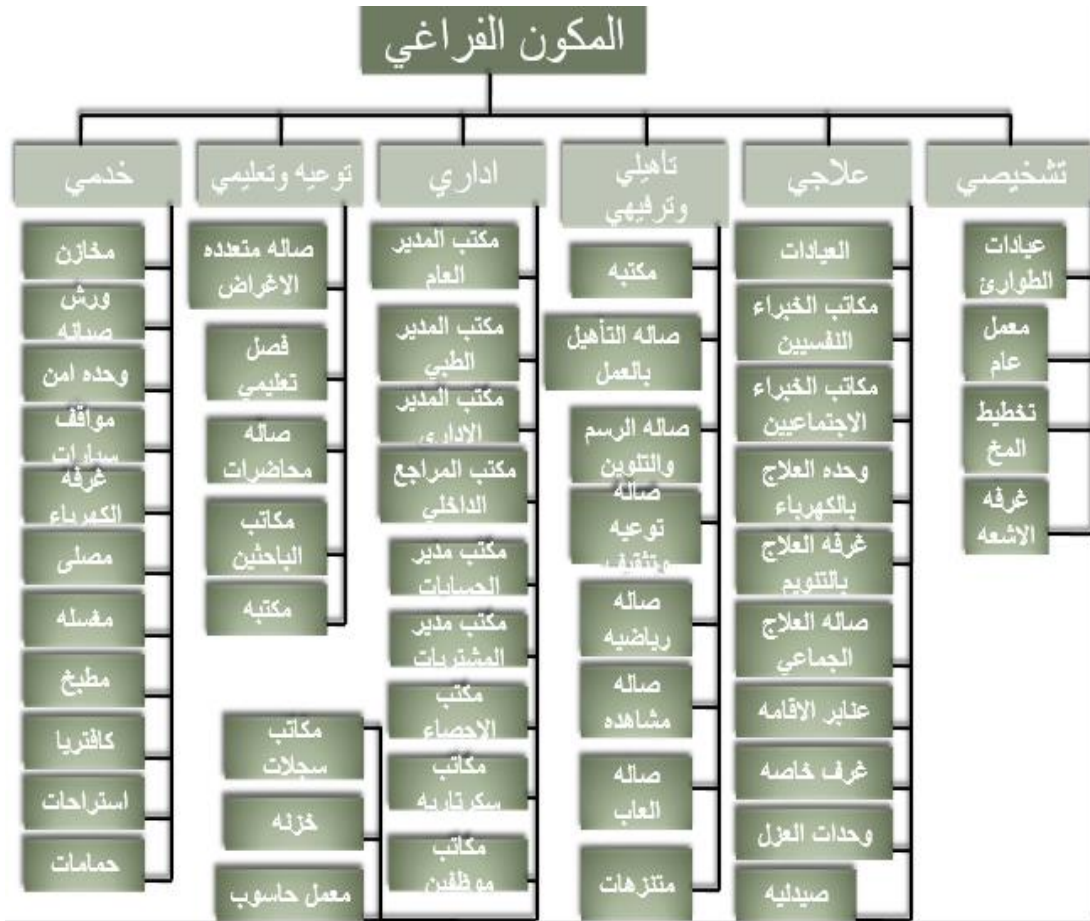 المكون الفراغي
تشخيصي
عيادات
الطوارئ
معمل
عام
تخطيط
المخ
غرفه
الاشعه
علاجي
العيادات
مكاتب الخبراء
النفسيين
مكاتب الخبراء
الاجتماعيين
وحده العلاج
بالكهرباء
غرفه العلاج
بالتنويم
صاله العلاج
الجماعي
عنابر الاقامه
غرف خاصه
وحدات العزل
صيدليه
تأهيلي
وترفيهي
مكتبه
صاله التأهيل
بالعمل
صاله الرسم
والتلوين
صاله
توعيه
وتثقيف
صاله
رياضيه
صاله
مشاهده
صاله
العاب
متنزهات
اداري
مكتب المدير
العام
مكتب المدير
الطبي
مكتب المدير
الاداري
مكتب المراجع
الداخلي
مكتب مدير
الحسابات
مكتب مدير
المشتريات
مكتب
الاحصاء
مكاتب
سكرتاريه
مكاتب
موظفين
مكاتب
سجلات
خزنه
معمل حاسوب
توعيه وتعليمي
صاله متعدده
الاغراض
فصل
تعليمي
صاله
محاضرات
مكاتب
الباحثين
مكتبه
خدمي
مخازن
ورش
صيانه
وحده امن
مواقف
سيارات
غرفه
الكهرباء
مصلى
مغسله
مطبخ
كافتريا
استراحات
حمامات